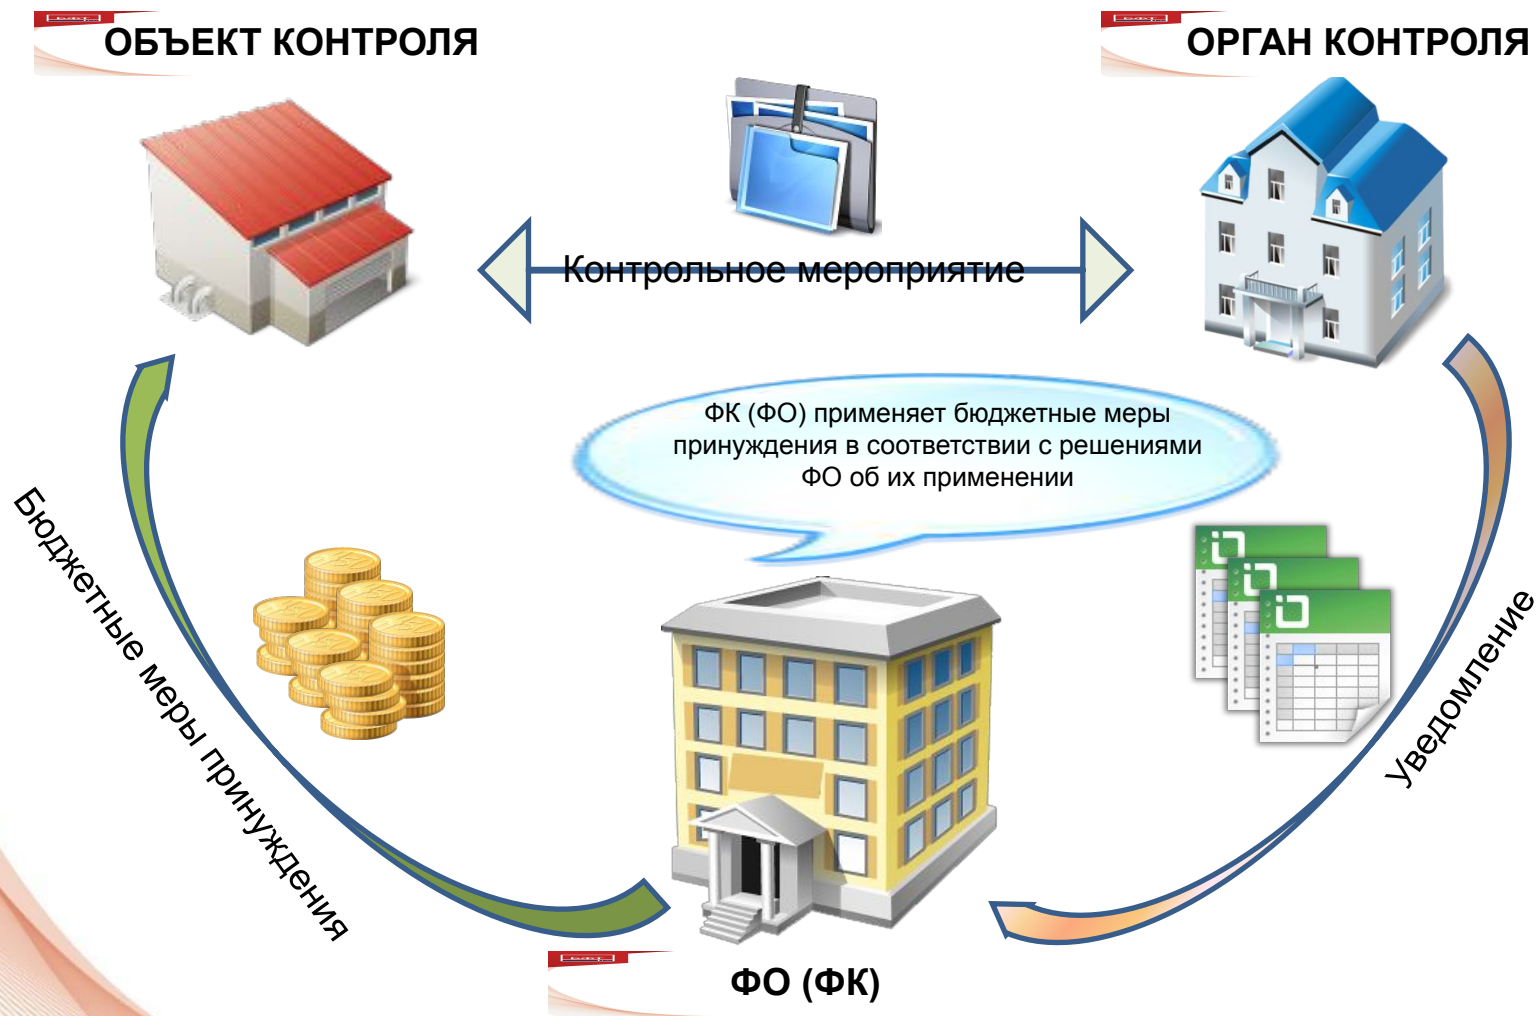 ОБЪЕКТ КОНТРОЛЯ
ОРГАН КОНТРОЛЯ
Контрольное мероприятие
ФК (ФО) применяет бюджетные меры
принуждения в соответствии с решениями
ФО об их применении
Бюджетные меры принуждения
Уведомление
ФО (ФК)